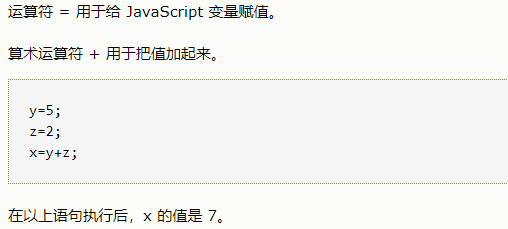 运算符 = 用于给 JavaScript 变量赋值。
算术运算符 + 用于把值加起来。
y=5;
z=2;
x=y+z;
在以上语句执行后，x 的值是 7。